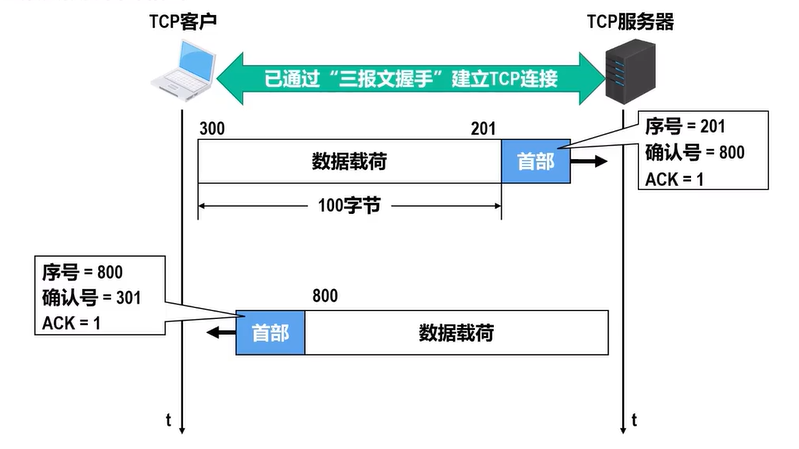 TCP客户
TCP服务器
已通过“三报文握手”建立TCP连接
300
201
数据载荷
首部
序号 = 201
确认号 = 800
ACK = 1
100字节
序号 = 800
确认号 = 301
ACK = 1
800
首部
数据载荷
t
t